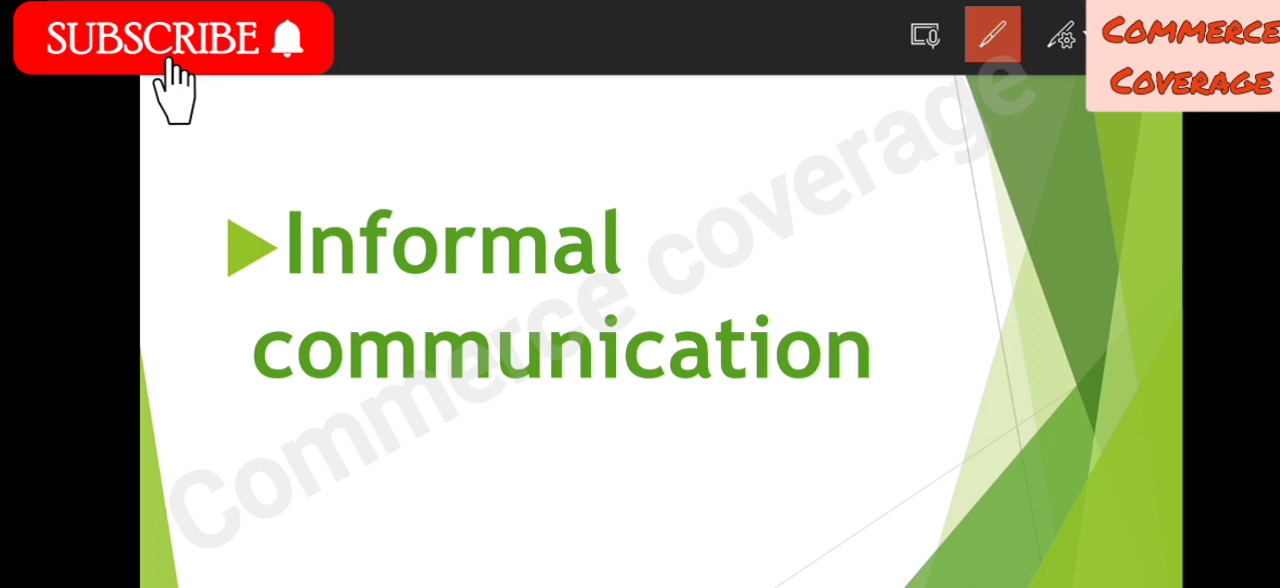 SUBSCRIBE
COMMERCE
COVERAGE
Informal
communication
Commerce coverage